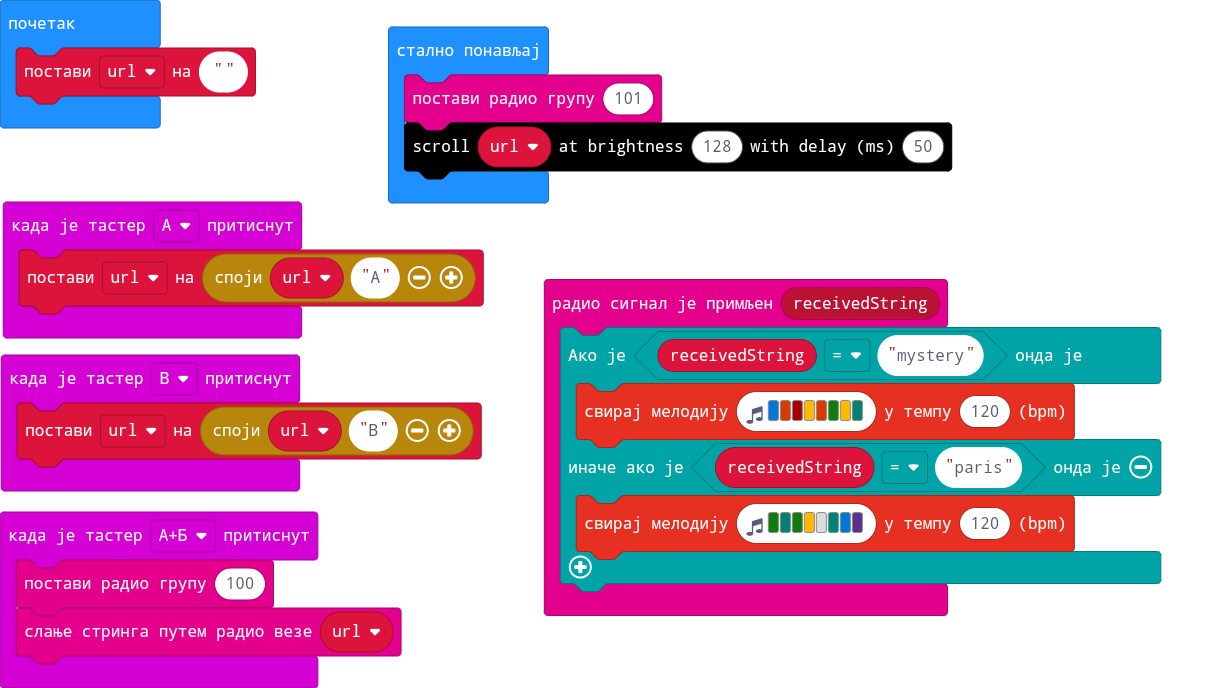 почетак
постави url на " "
стално понављај
постави радио групу 101
scroll url at brightness 128 with delay (ms) 50
када је тастер A притиснут
постави url на споји url "A"
када је тастер B притиснут
постави url на споји url "B"
када је тастер А+Б притиснут
постави радио групу 100
слање стринга путем радио везе url
радио сигнал је примљен receivedString
Ако је receivedString = "mystery" онда је
свирај мелодију у темпу 120 (bpm)
иначе ако је receivedString = "paris" онда је
свирај мелодију у темпу 120 (bpm)